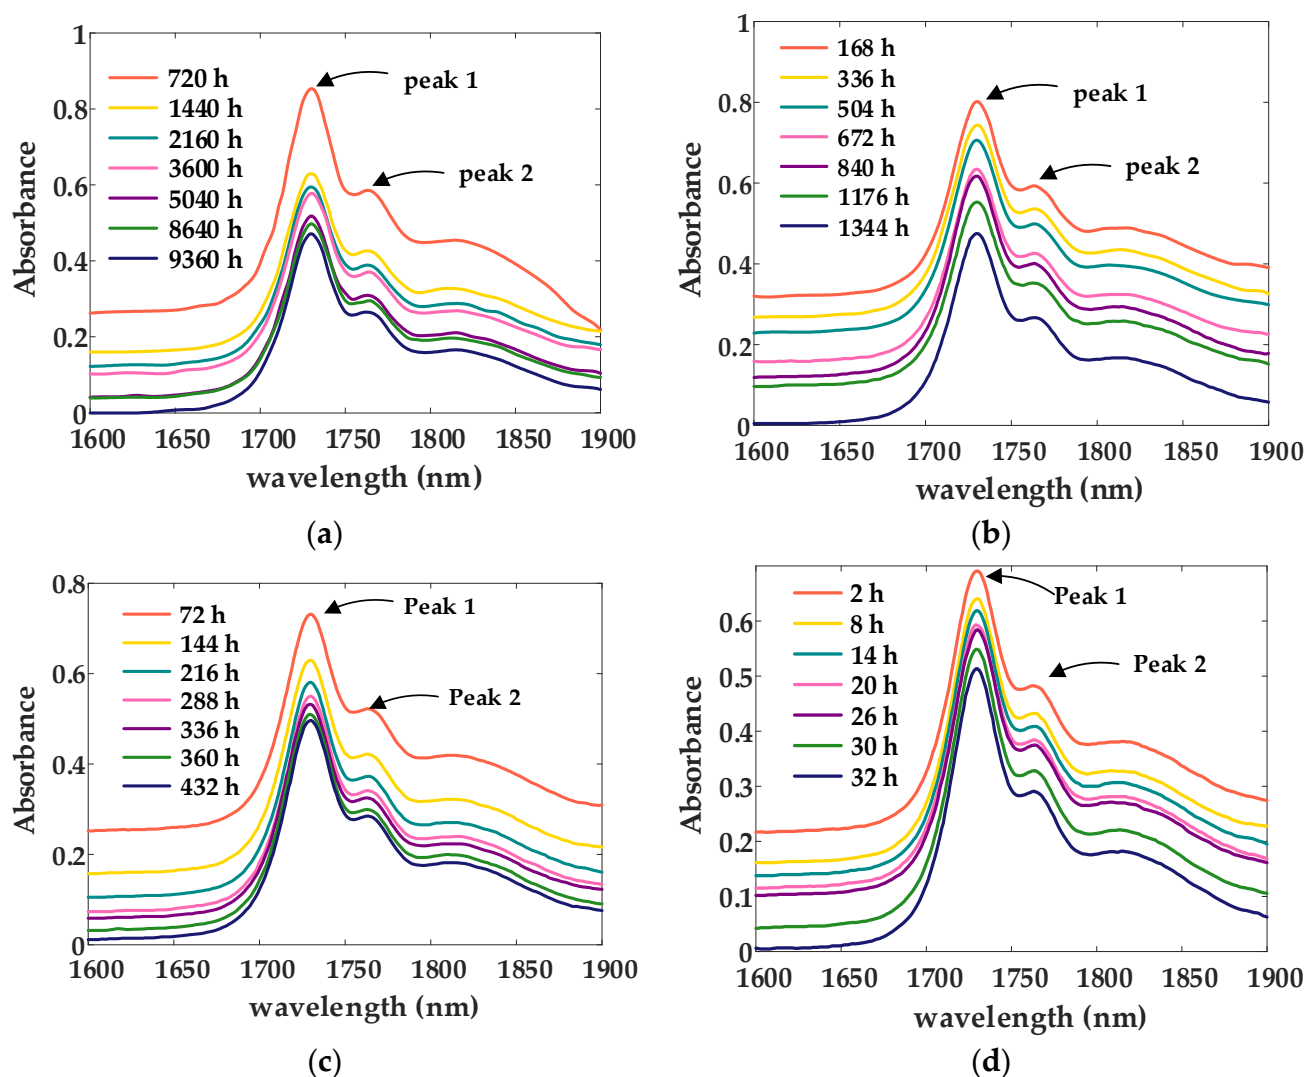 1
0.8
0.6
0.4
0.2
0
Absorbance
720 h
1440 h
2160 h
3600 h
5040 h
8640 h
9360 h
peak 1
peak 2
1600 1650 1700 1750 1800 1850 1900
wavelength (nm)
(a)
1
0.8
0.6
0.4
0.2
0
Absorbance
168 h
336 h
504 h
672 h
840 h
1176 h
1344 h
peak 1
peak 2
1600 1650 1700 1750 1800 1850 1900
wavelength (nm)
(b)
0.8
0.6
0.4
0.2
0
Absorbance
72 h
144 h
216 h
288 h
336 h
360 h
432 h
Peak 1
Peak 2
1600 1650 1700 1750 1800 1850 1900
wavelength (nm)
(c)
0.6
0.5
0.4
0.3
0.2
0.1
0
Absorbance
2 h
8 h
14 h
20 h
26 h
30 h
32 h
Peak 1
Peak 2
1600 1650 1700 1750 1800 1850 1900
wavelength (nm)
(d)